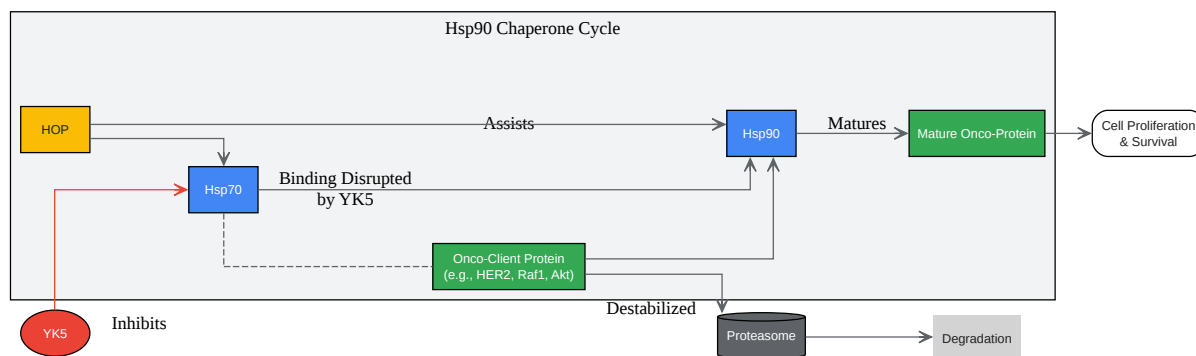 Hsp90 Chaperone Cycle
HOP
Assists
Hsp90
Matures
Mature Onco-Protein
Cell Proliferation
& Survival
Hsp70
Binding Disrupted
by YK5
Onco-Client Protein
(e.g., HER2, Raf1, Akt)
Destabilized
YK5
Inhibits
Proteasome
Degradation